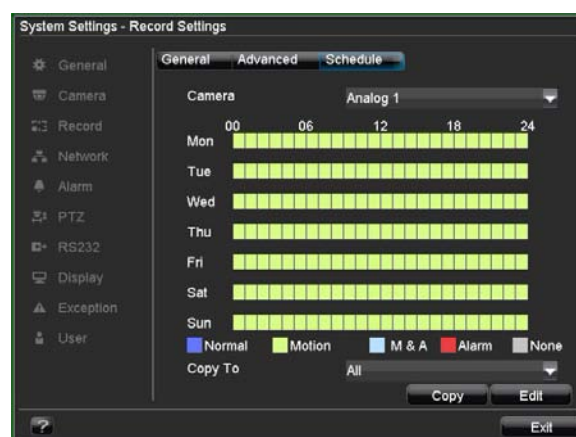 System Settings - Record Settings
General
Camera
Record
Network
Alarm
PTZ
RS232
Display
Exception
User
General Advanced Schedule
Camera Analog 1
00 06 12 18 24
Mon
Tue
Wed
Thu
Fri
Sat
Sun
Normal Motion M & A Alarm None
Copy To All
Copy Edit
? Exit